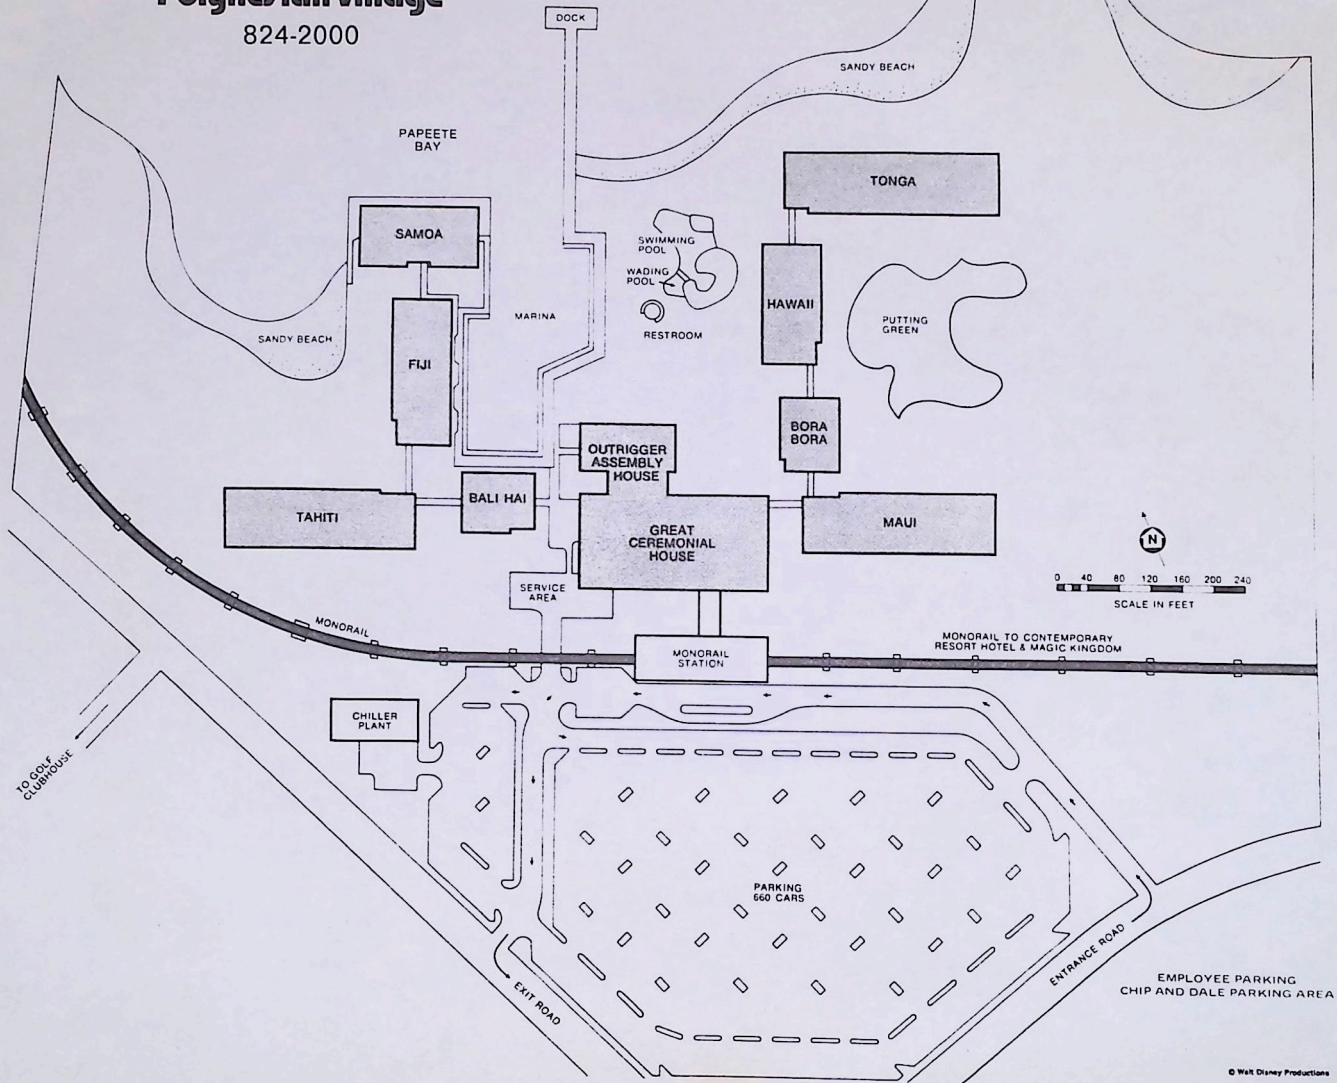 Polynesian Village
824-2000
DOCK
SANDY BEACH
PAPEETE
BAY
TONGA
SAMOA
SWIMMING
POOL
WADING
POOL
HAWAII
RESTROOM
MARINA
PUTTING
GREEN
SANDY BEACH
FIJI
BORA
BORA
OUTRIGGER
ASSEMBLY
HOUSE
BALI HAI
TAHITI
GREAT
CEREMONIAL
HOUSE
MAUI
N
0 40 80 120 160 200 240
SCALE IN FEET
SERVICE
AREA
MONORAIL
MONORAIL
STATION
MONORAIL TO CONTEMPORARY
RESORT HOTEL & MAGIC KINGDOM
CHILLER
PLANT
TO GOLF
CLUBHOUSE
PARKING
660 CARS
ENTRANCE ROAD
EXIT ROAD
EMPLOYEE PARKING
CHIP AND DALE PARKING AREA
© Walt Disney Productions